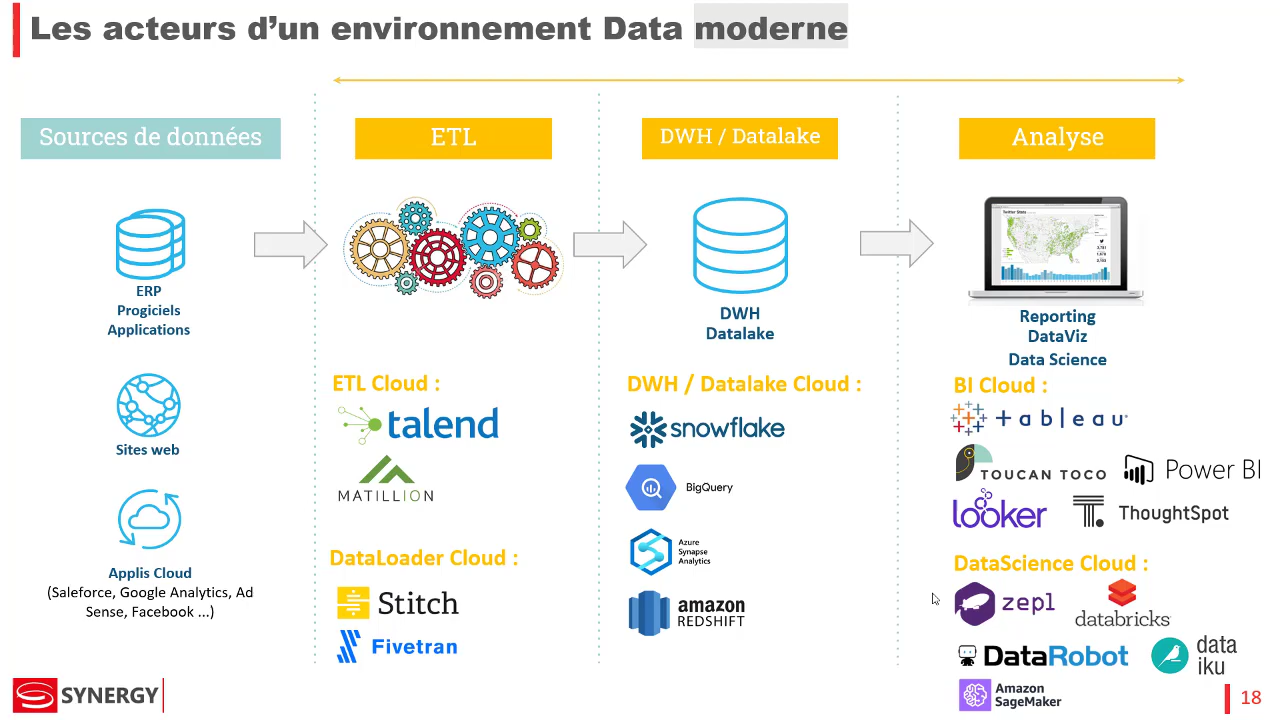 Les acteurs d’un environnement Data moderne
Sources de données
ETL
DWH / Datalake
Analyse
ERP
Progiciels
Applications
Sites web
Applis Cloud
(Saleforce, Google Analytics, Ad
Sense, Facebook ...)
ETL Cloud :
talend
MATILLION
DataLoader Cloud :
Stitch
Fivetran
DWH
Datalake
DWH / Datalake Cloud :
snowflake
BigQuery
Azure
Synapse
Analytics
amazon
REDSHIFT
Twitter Stats
Reporting
DataViz
Data Science
BI Cloud :
+ableau
TOUCAN TOCO
Power BI
looker
ThoughtSpot
DataScience Cloud :
zepl
databricks
DataRobot
data
iku
Amazon
SageMaker
SYNERGY
18